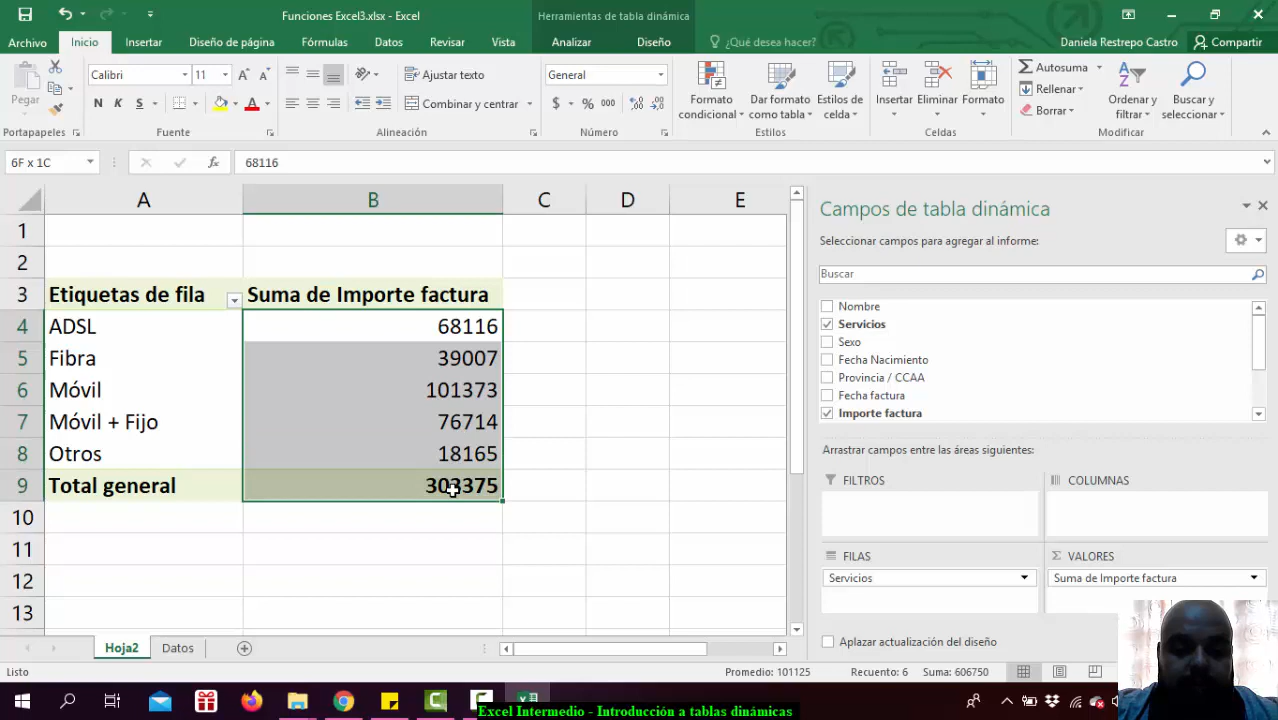 Funciones Excel3.xlsx - Excel
Herramientas de tabla dinámica
Archivo
Inicio
Insertar
Diseño de página
Fórmulas
Datos
Revisar
Vista
Analizar
Diseño
¿Qué desea hacer?
Daniela Restrepo Castro
Compartir
Pegar
Calibri
11
N K S
A
Ajustar texto
Combinar y centrar
General
$ % 000
Formato condicional
Dar formato como tabla
Estilos de celda
Insertar
Eliminar
Formato
Autosuma
Rellenar
Borrar
Ordenar y filtrar
Buscar y seleccionar
Portapapeles
Fuente
Alineación
Número
Estilos
Celdas
Modificar
6F x 1C
fx
68116
A B C D E
1
2
3 Etiquetas de fila Suma de Importe factura
4 ADSL 68116
5 Fibra 39007
6 Móvil 101373
7 Móvil + Fijo 76714
8 Otros 18165
9 Total general 303375
10
11
12
13
Campos de tabla dinámica
Seleccionar campos para agregar al informe:
Buscar
Nombre
Servicios
Sexo
Fecha Nacimiento
Provincia / CCAA
Fecha factura
Importe factura
Arrastrar campos entre las áreas siguientes:
FILTROS
COLUMNAS
FILAS
Σ VALORES
Servicios
Suma de Importe factura
Aplazar actualización del diseño
Hoja2
Datos
Listo
Promedio: 101125 Recuento: 6 Suma: 606750
Excel Intermedio - Introducción a tablas dinámicas